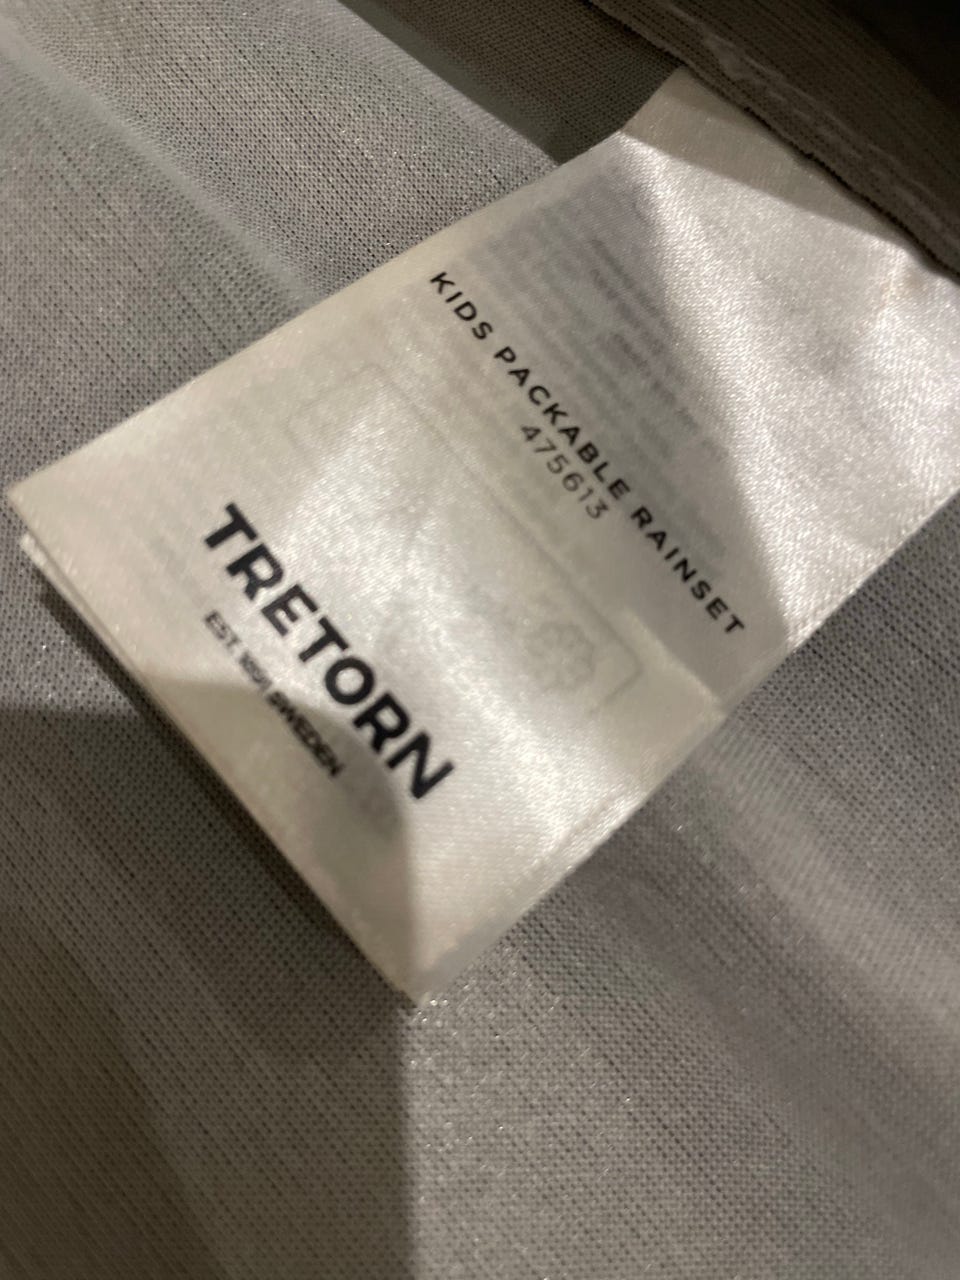 KIDS PACKABLE RAINSET
475613
TRETORN
EST. 1891 SWEDEN